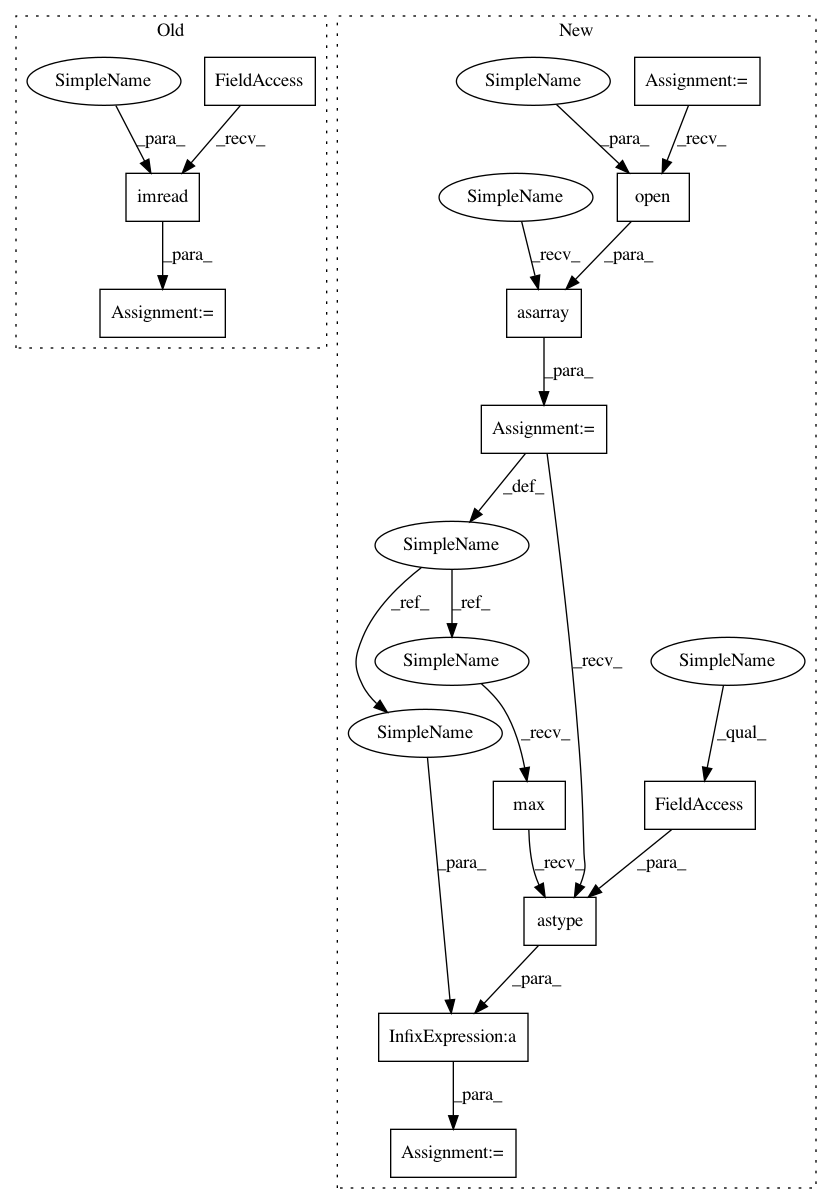 Old
New
SimpleName
FieldAccess
SimpleName
Assignment:=
_para_
_recv_
_para_
_recv_
imread
SimpleName
open
_para_
_recv_
_para_
Assignment:=
asarray
_para_
Assignment:=
_def_
SimpleName
_ref_
_ref_
_recv_
SimpleName
SimpleName
SimpleName
_recv_
_qual_
max
FieldAccess
_para_
_recv_
_para_
astype
_para_
InfixExpression:a
_para_
Assignment:=